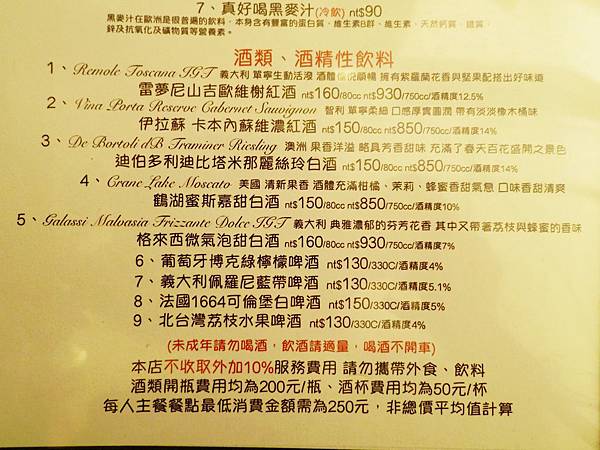 7、真好喝黑麥汁(冷飲) nt$90
黑麥汁在歐洲是很普遍的飲料，本身含有豐富的蛋白質、維生素B群、維生素、天然鈣質、鐵質、
鋅及抗氧化及礦物質等營養素。
酒類、酒精性飲料
1、Remole Toscana IGT 義大利 單寧生動活潑 酒體 順暢 擁有紫羅蘭花香與堅果配搭出好味道
雷夢尼山吉歐維樹紅酒 nt$160/80cc nt$930/750cc/酒精度12.5%
2、Vina Porta Reserve Cabernet Sauvignon 智利 單寧柔細 口感厚實圓潤 帶有淡淡橡木桶味
伊拉蘇 卡本內蘇維濃紅酒 nt$150/80cc nt$850/750cc/酒精度14%
3、De Bortoli dB Traminer Riesling 澳洲 果香洋溢 略具芳香甜味 充滿了春天百花盛開之景色
迪伯多利迪比塔米那麗絲玲白酒 nt$150/80cc nt$850/750cc/酒精度14%
4、Crane Lake Moscato 美國 清新果香 酒體充滿柑橘、茉莉、蜂蜜香甜氣息 口味香甜清爽
鶴湖蜜斯嘉甜白酒 nt$150/80cc nt$850/750cc/酒精度10%
5、Galassi Malvasia Frizzante Dolce IGT 義大利 典雅濃郁的芬芳花香 其中又帶著荔枝與蜂蜜的香味
格來西微氣泡甜白酒 nt$160/80cc nt$930/750cc/酒精度7%
6、葡萄牙博克綠檸檬啤酒 nt$130/330C/酒精度4%
7、義大利佩羅尼藍帶啤酒 nt$130/330C/酒精度5.1%
8、法國1664可倫堡白啤酒 nt$150/330C/酒精度5%
9、北台灣荔枝水果啤酒 nt$130/330C/酒精度4%
(未成年請勿喝酒，飲酒請適量，喝酒不開車)
本店不收取外加10%服務費用 請勿攜帶外食、飲料
酒類開瓶費用均為200元/瓶、酒杯費用均為50元/杯
每人主餐餐點最低消費金額需為250元，非總價平均值計算